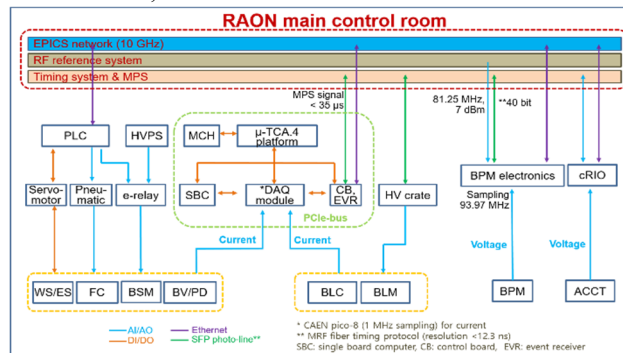 RAON main control room
EPICS network (10 GHz)
RF reference system
Timing system & MPS
MPS signal
< 35 µs
81.25 MHz,
7 dBm
**40 bit
PLC
HVPS
MCH
µ-TCA.4
platform
BPM electronics
cRIO
Servo-
motor
Pneu-
matic
e-relay
SBC
*DAQ
module
CB,
EVR
HV crate
Sampling
93.97 MHz
PCIe-bus
Current
Current
Voltage
Voltage
WS/ES
FC
BSM
BV/PD
BLC
BLM
BPM
ACCT
AI/AO
Ethernet
DI/DO
SFP photo-line**
* CAEN pico-8 (1 MHz sampling) for current
** MRF fiber timing protocol (resolution <12.3 ns)
SBC: single board computer, CB: control board, EVR: event receiver